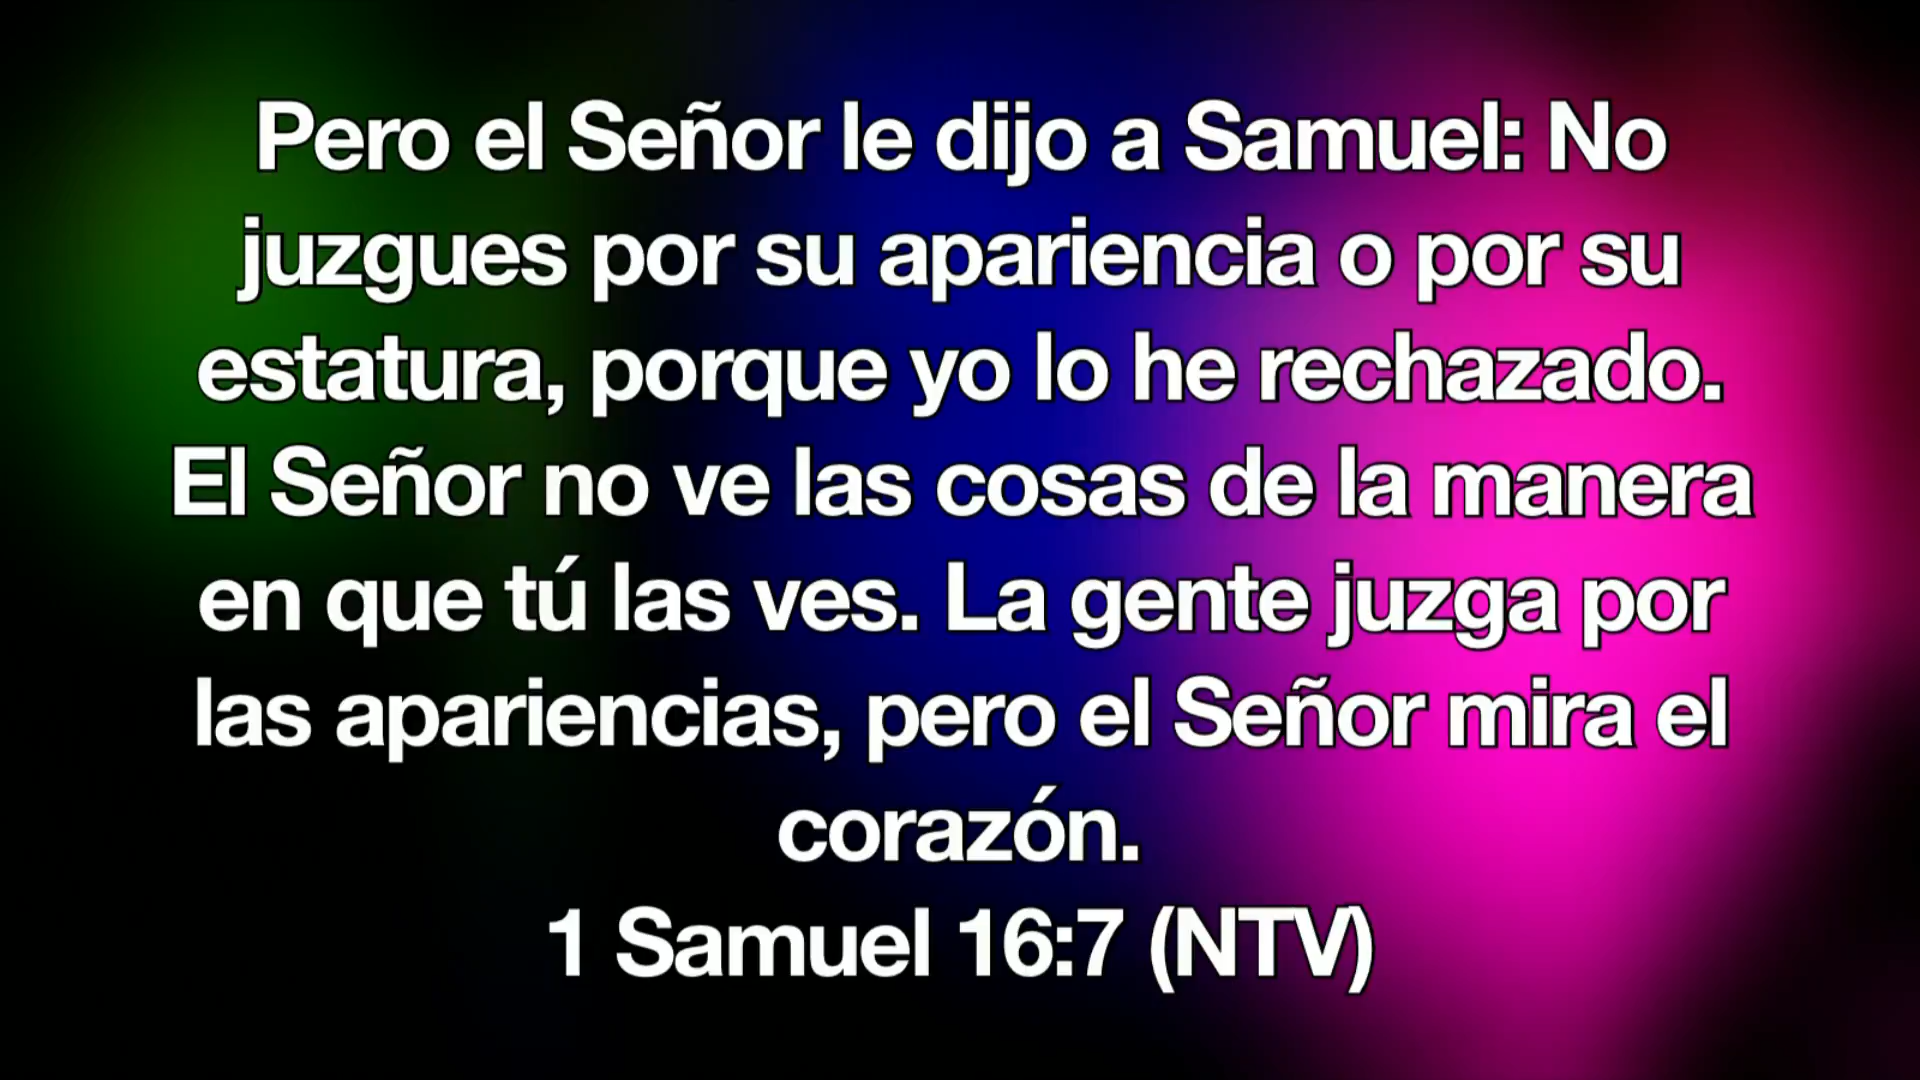 Pero el Señor le dijo a Samuel: No
juzgues por su apariencia o por su
estatura, porque yo lo he rechazado.
El Señor no ve las cosas de la manera
en que tú las ves. La gente juzga por
las apariencias, pero el Señor mira el
corazón.
1 Samuel 16:7 (NTV)